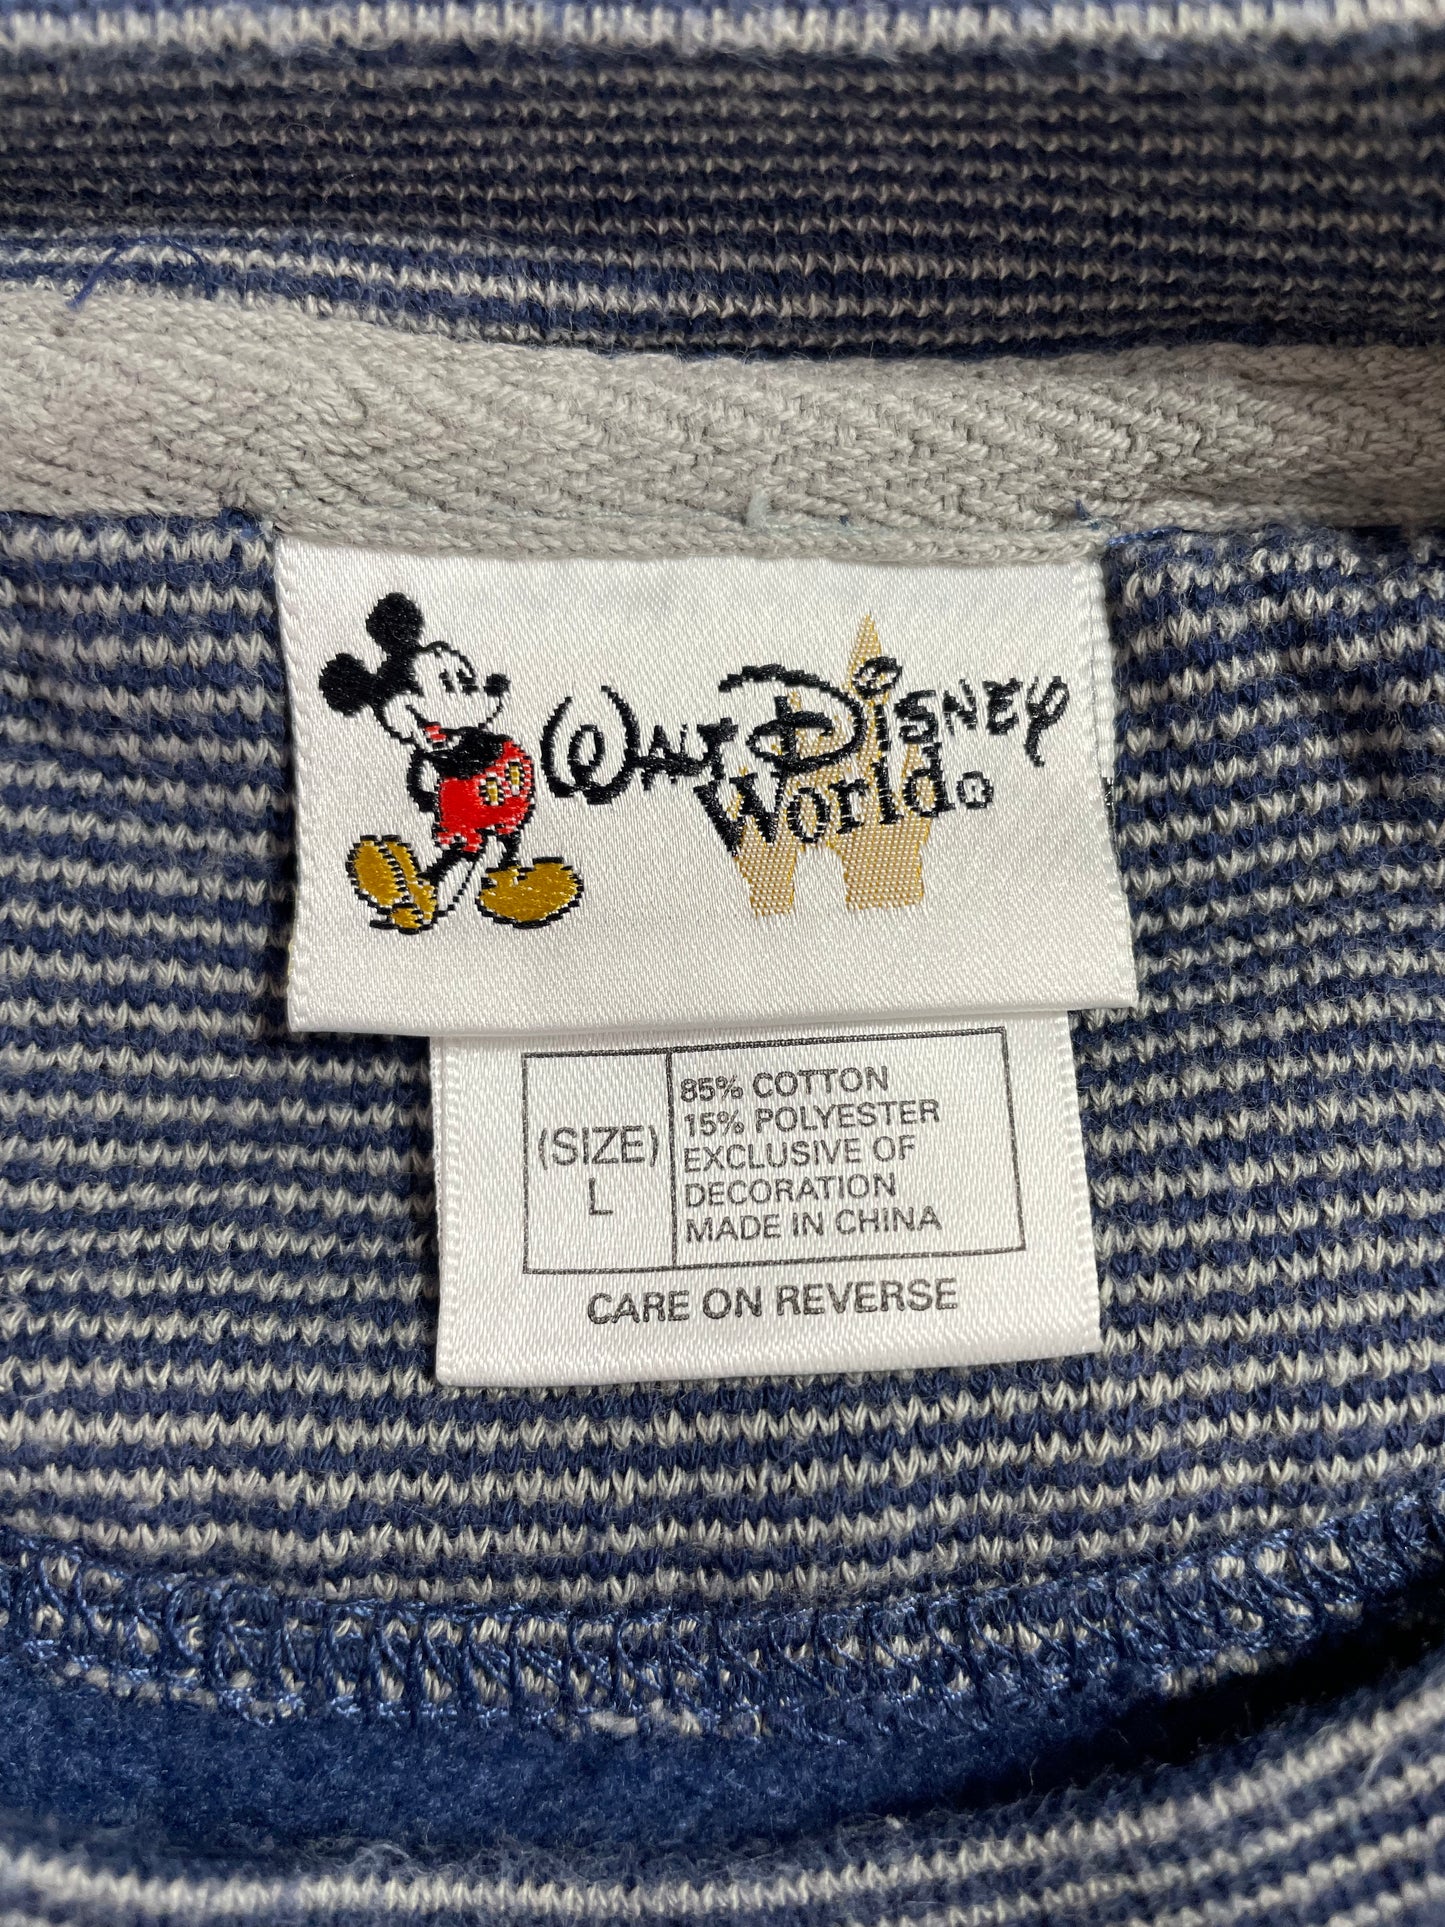 Walt Disney
World®
(SIZE)
L
85% COTTON
15% POLYESTER
EXCLUSIVE OF
DECORATION
MADE IN CHINA
CARE ON REVERSE